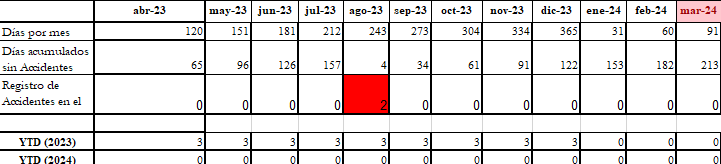 abr-23 may-23 jun-23 jul-23 ago-23 sep-23 oct-23 nov-23 dic-23 ene-24 feb-24 mar-24
Días por mes 120 151 181 212 243 273 304 334 365 31 60 91
Días acumulados
sin Accidentes 65 96 126 157 4 34 61 91 122 153 182 213
Registro de
Accidentes en el 0 0 0 0 2 0 0 0 0 0 0 0
YTD (2023) 3 3 3 3 3 3 3 3 3 0 0 0
YTD (2024) 0 0 0 0 0 0 0 0 0 0 0 0